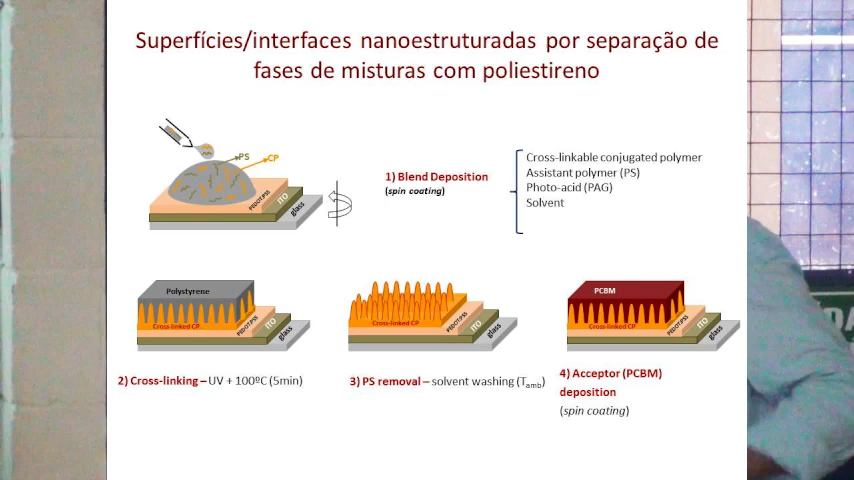 Superfícies/interfaces nanoestruturadas por separação de
fases de misturas com poliestireno
PS
CP
PEDOT:PSS
ITO
glass
1) Blend Deposition
(spin coating)
Cross-linkable conjugated polymer
Assistant polymer (PS)
Photo-acid (PAG)
Solvent
Polystyrene
Cross-linked CP
PEDOT:PSS
ITO
glass
Cross-linked CP
PEDOT:PSS
ITO
glass
PCBM
Cross-linked CP
PEDOT:PSS
ITO
glass
2) Cross-linking – UV + 100ºC (5min)
3) PS removal – solvent washing (Tamb)
4) Acceptor (PCBM)
deposition
(spin coating)